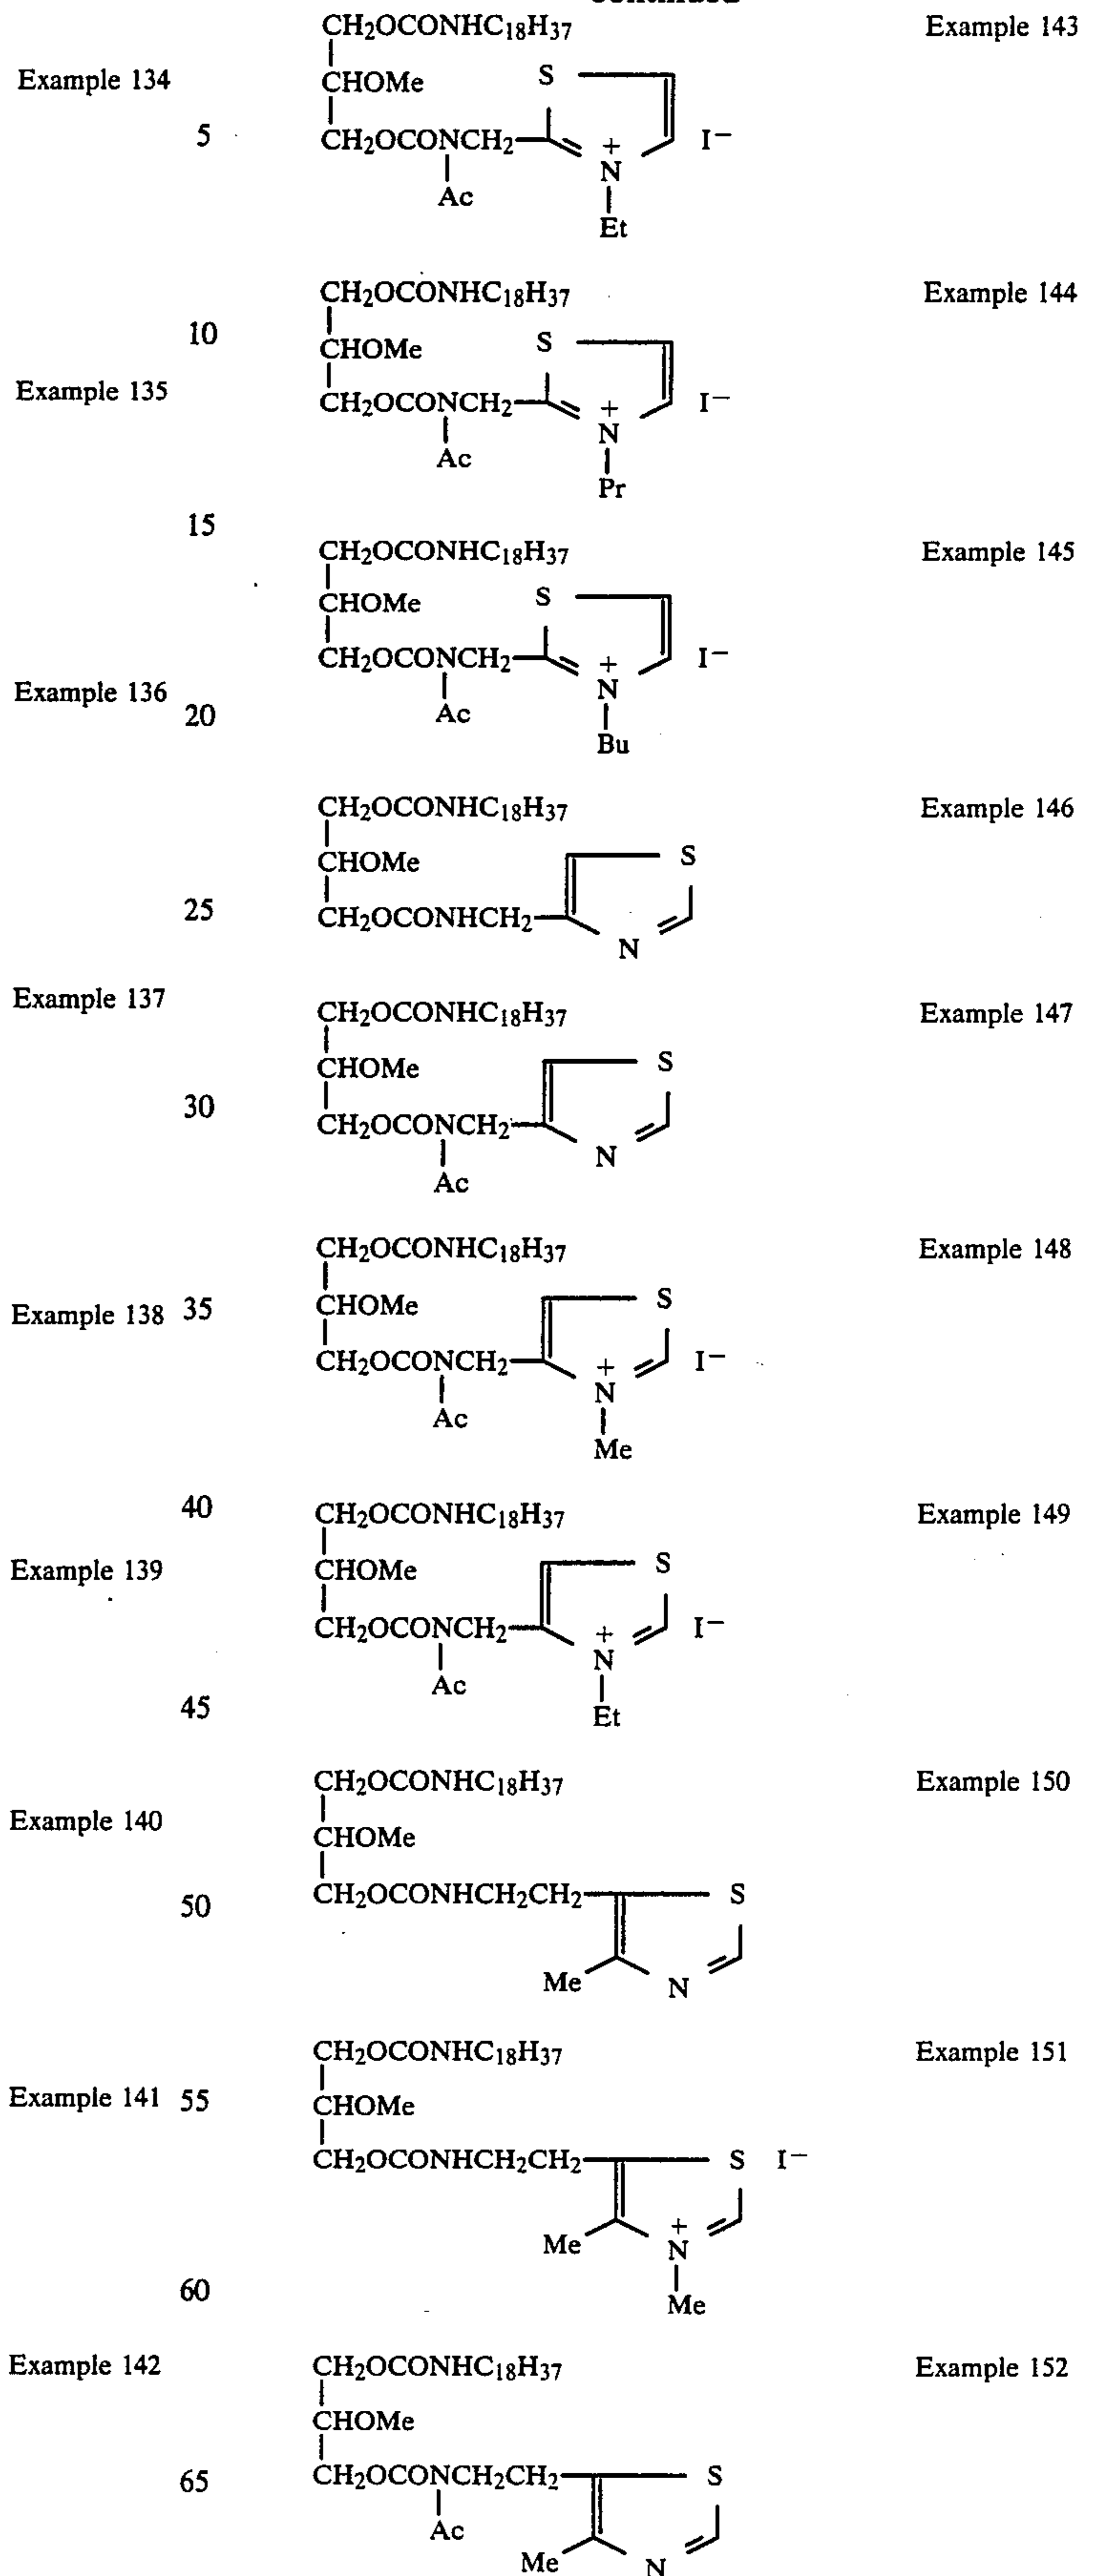 CH2OCONHC18H37 Example 143
Example 134 CHOMe S
5 CH2OCONCH2 + N I−
Ac
Et
CH2OCONHC18H37 Example 144
10 CHOMe S
Example 135 CH2OCONCH2 + N I−
Ac
Pr
15
CH2OCONHC18H37 Example 145
CHOMe S
CH2OCONCH2 + N I−
Example 136
20 Ac
Bu
CH2OCONHC18H37 Example 146
CHOMe S
25 CH2OCONHCH2 N
Example 137 CH2OCONHC18H37 Example 147
CHOMe S
30 CH2OCONCH2 N
Ac
CH2OCONHC18H37 Example 148
Example 138 35 CHOMe S
CH2OCONCH2 + N I−
Ac
Me
40 CH2OCONHC18H37 Example 149
Example 139 CHOMe S
CH2OCONCH2 + N I−
Ac
45 Et
CH2OCONHC18H37 Example 150
Example 140 CHOMe
50 CH2OCONHCH2CH2 S
Me N
CH2OCONHC18H37 Example 151
Example 141 55 CHOMe
CH2OCONHCH2CH2 S I−
Me + N
60 Me
Example 142 CH2OCONHC18H37 Example 152
CHOMe
65 CH2OCONCH2CH2 S
Ac
Me N